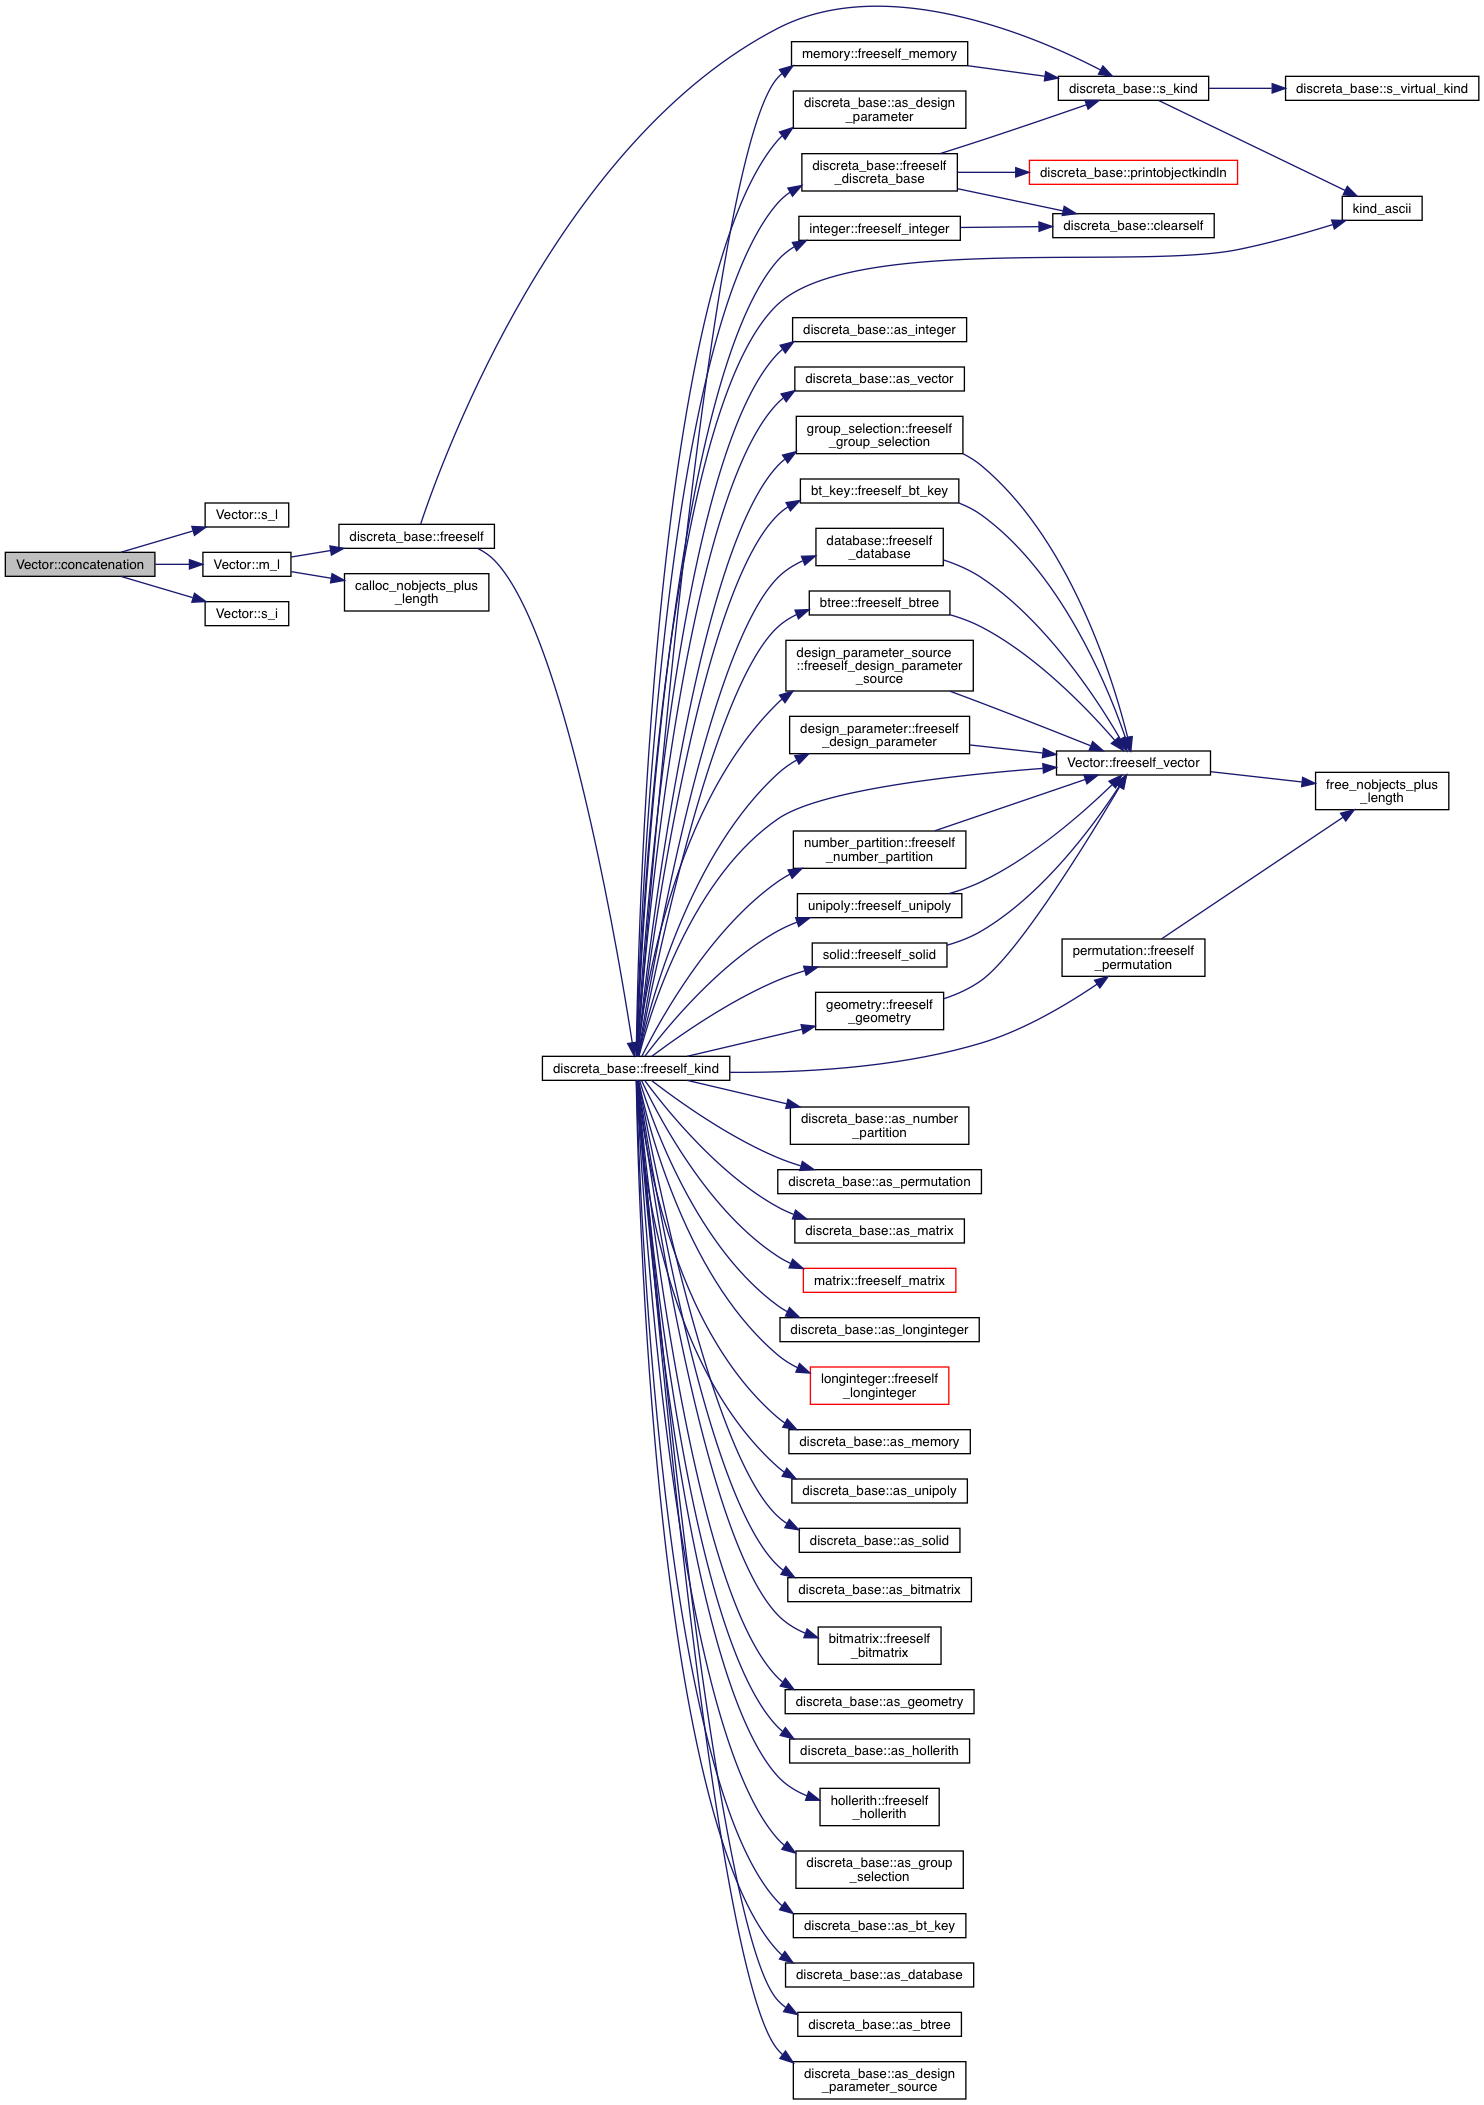 Vector::concatenation
Vector::s_l
Vector::m_l
Vector::s_i
discreta_base::freeself
calloc_nobjects_plus
_length
discreta_base::freeself_kind
memory::freeself_memory
discreta_base::as_design
_parameter
discreta_base::freeself
_discreta_base
integer::freeself_integer
discreta_base::as_integer
discreta_base::as_vector
group_selection::freeself
_group_selection
bt_key::freeself_bt_key
database::freeself
_database
btree::freeself_btree
design_parameter_source
::freeself_design_parameter
_source
design_parameter::freeself
_design_parameter
number_partition::freeself
_number_partition
unipoly::freeself_unipoly
solid::freeself_solid
geometry::freeself
_geometry
discreta_base::as_number
_partition
discreta_base::as_permutation
discreta_base::as_matrix
matrix::freeself_matrix
discreta_base::as_longinteger
longinteger::freeself
_longinteger
discreta_base::as_memory
discreta_base::as_unipoly
discreta_base::as_solid
discreta_base::as_bitmatrix
bitmatrix::freeself
_bitmatrix
discreta_base::as_geometry
discreta_base::as_hollerith
hollerith::freeself
_hollerith
discreta_base::as_group
_selection
discreta_base::as_bt_key
discreta_base::as_database
discreta_base::as_btree
discreta_base::as_design
_parameter_source
discreta_base::s_kind
discreta_base::printobjectkindln
discreta_base::clearself
Vector::freeself_vector
permutation::freeself
_permutation
discreta_base::s_virtual_kind
kind_ascii
free_nobjects_plus
_length